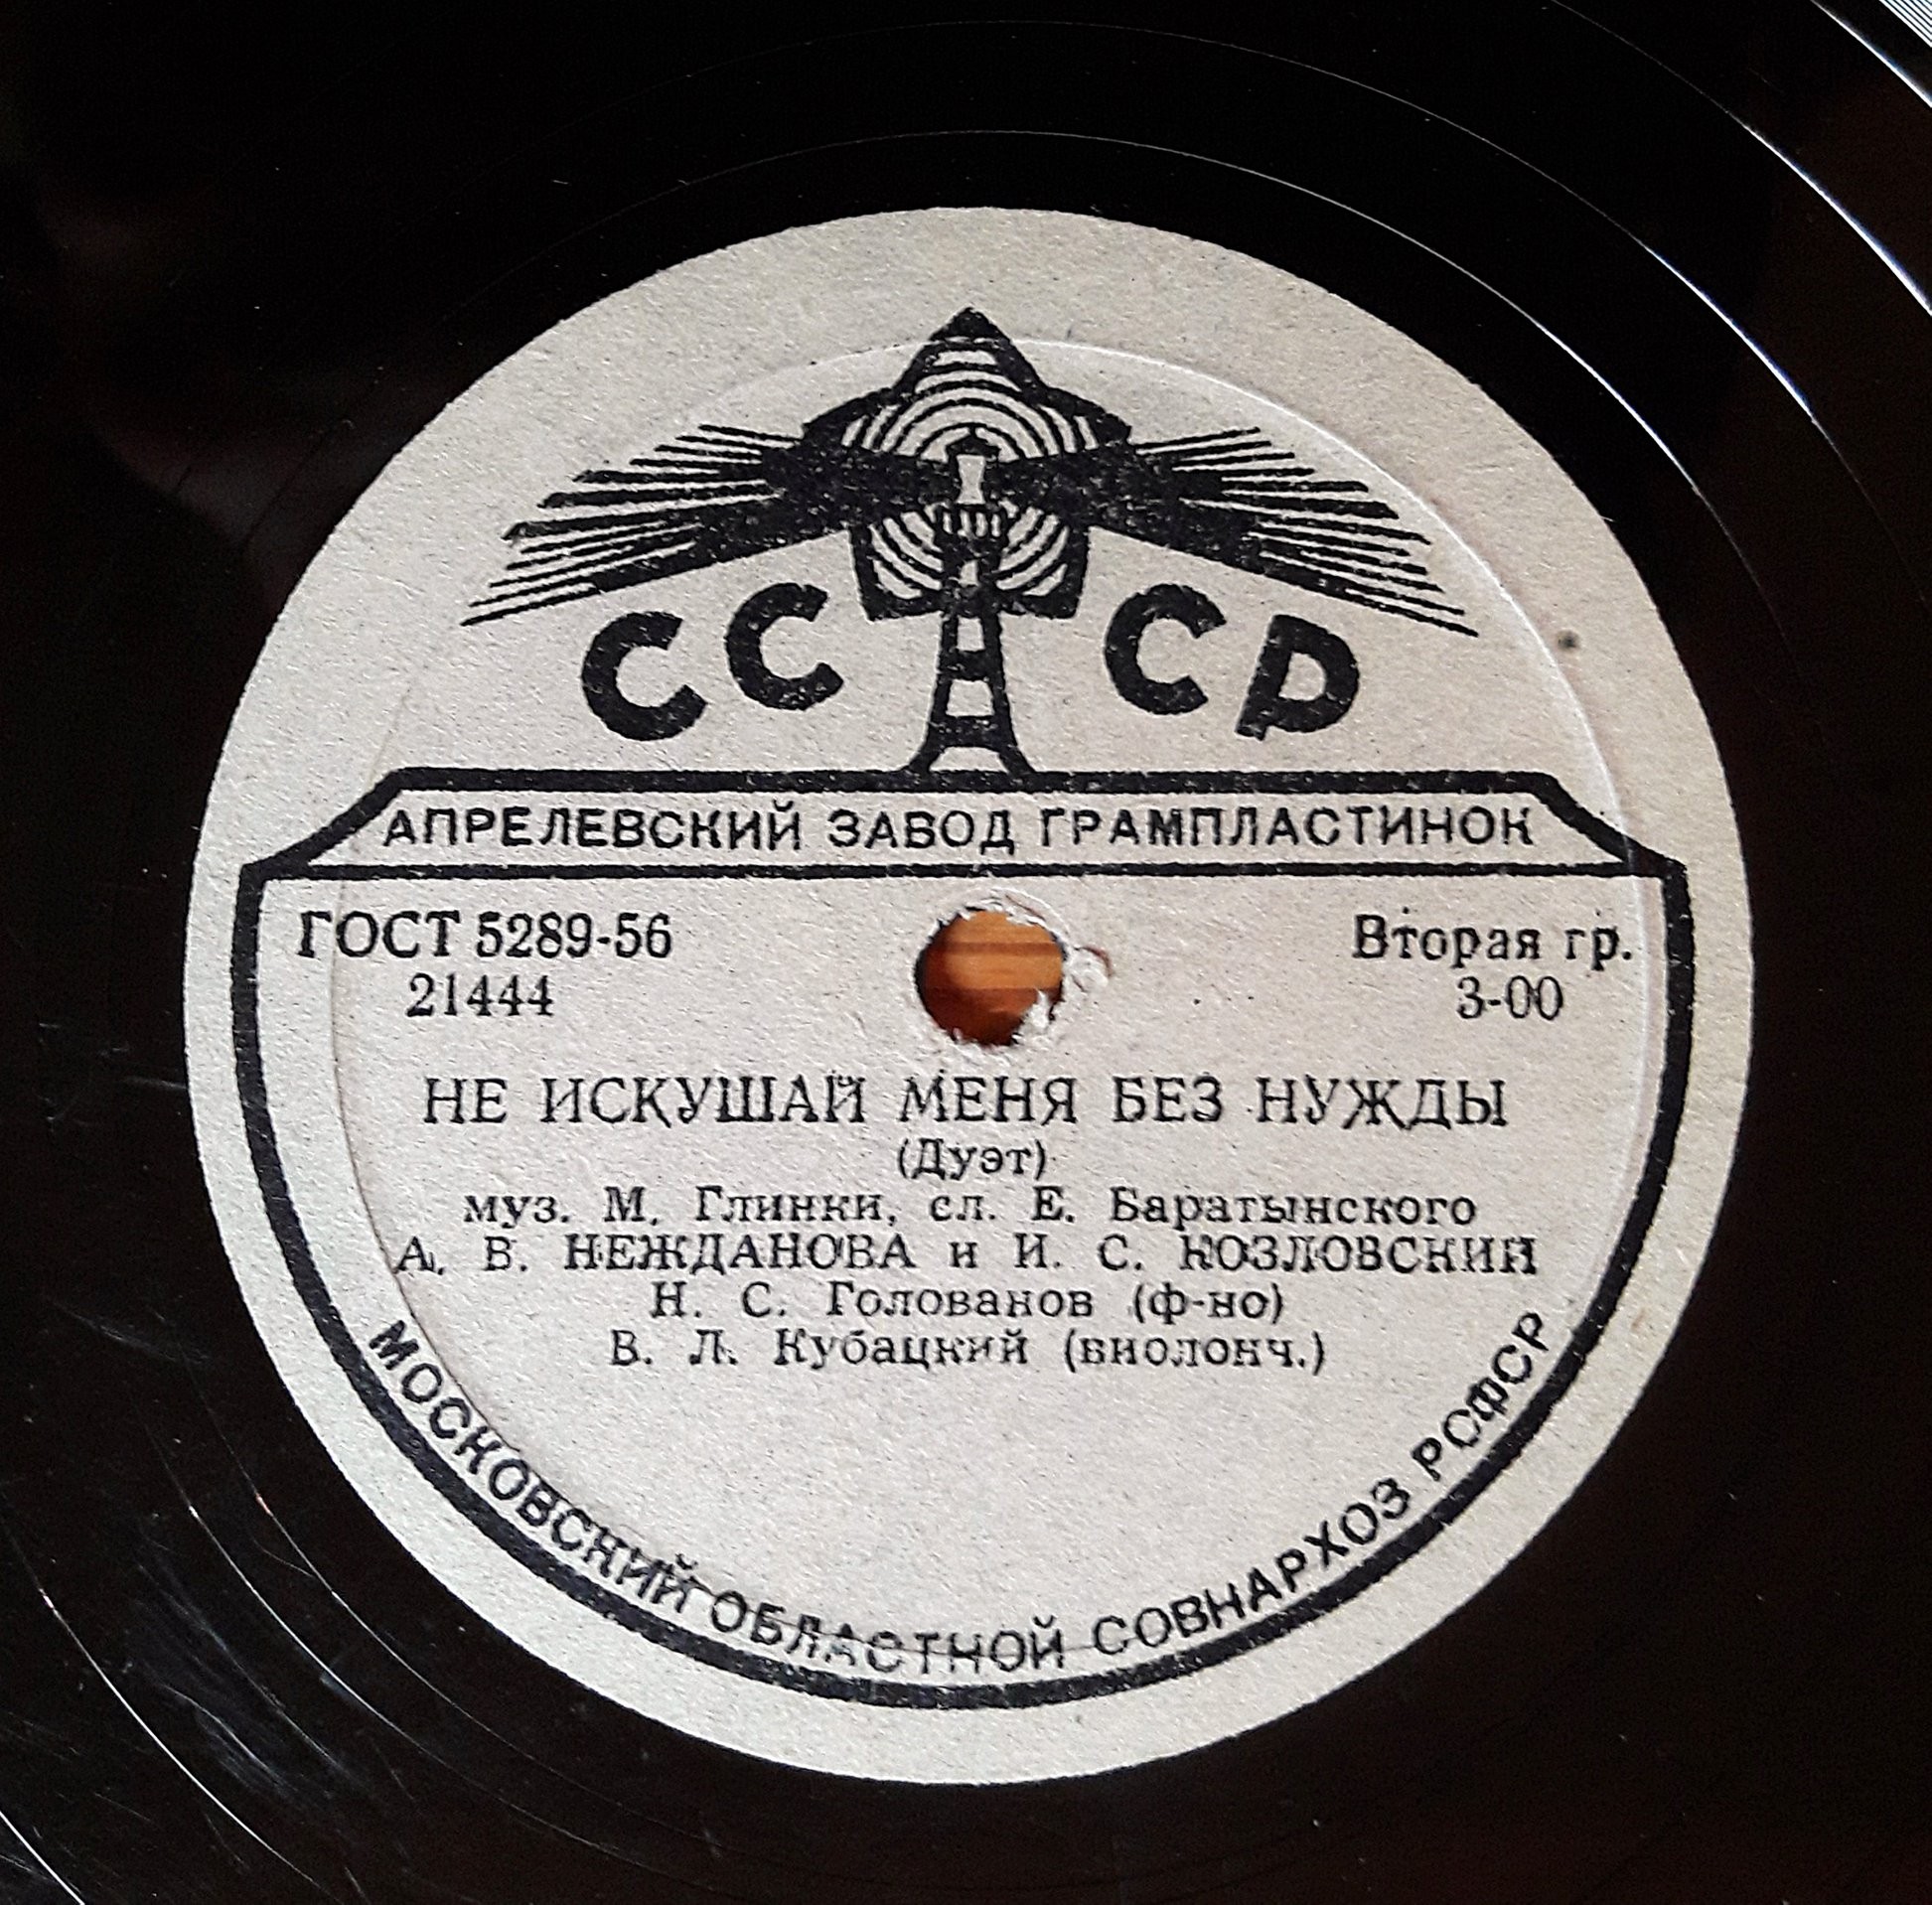 СССР
АПРЕЛЕВСКИЙ ЗАВОД ГРАМПЛАСТИНОК
ГОСТ 5289-56
21444
Вторая гр.
3-00
НЕ ИСКУШАЙ МЕНЯ БЕЗ НУЖДЫ
(Дуэт)
муз. М. Глинки, сл. Е. Баратынского
А. В. НЕЖДАНОВА и И. С. КОЗЛОВСКИЙ
Н. С. Голованов (ф-но)
В. Л. Кубацкий (виолонч.)
МОСКОВСКИЙ ОБЛАСТНОЙ СОВНАРХОЗ РСФСР